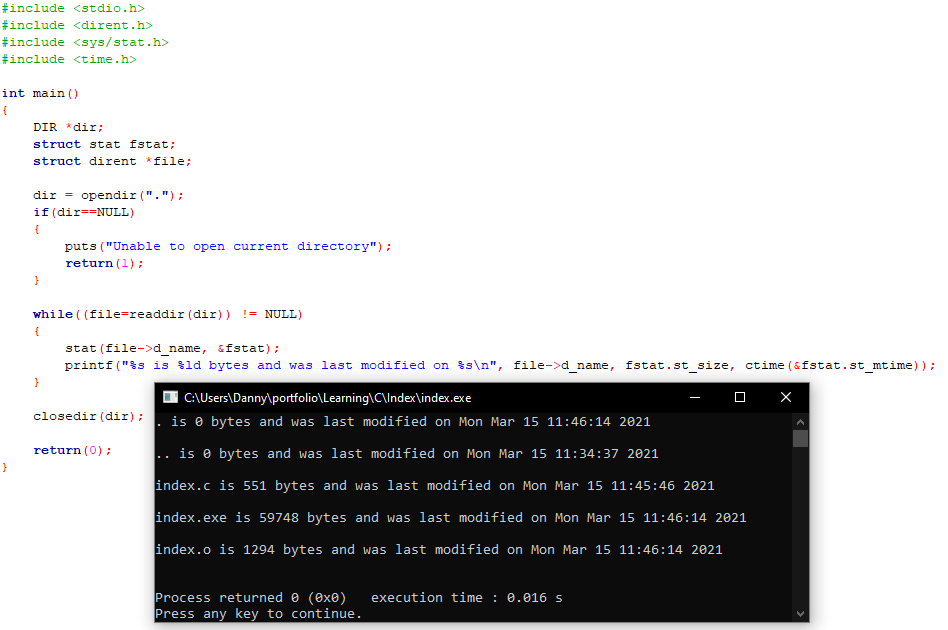 #include <stdio.h>
#include <dirent.h>
#include <sys/stat.h>
#include <time.h>
int main()
{
DIR *dir;
struct stat fstat;
struct dirent *file;
dir = opendir(".");
if(dir==NULL)
{
puts("Unable to open current directory");
return(1);
}
while((file=readdir(dir)) != NULL)
{
stat(file->d_name, &fstat);
printf("%s is %ld bytes and was last modified on %s\n", file->d_name, fstat.st_size, ctime(&fstat.st_mtime));
}
closedir(dir);
return(0);
}
C:\Users\Danny\portfolio\Learning\C\Index\index.exe
. is 0 bytes and was last modified on Mon Mar 15 11:46:14 2021
.. is 0 bytes and was last modified on Mon Mar 15 11:34:37 2021
index.c is 551 bytes and was last modified on Mon Mar 15 11:45:46 2021
index.exe is 59748 bytes and was last modified on Mon Mar 15 11:46:14 2021
index.o is 1294 bytes and was last modified on Mon Mar 15 11:46:14 2021
Process returned 0 (0x0)   execution time : 0.016 s
Press any key to continue.